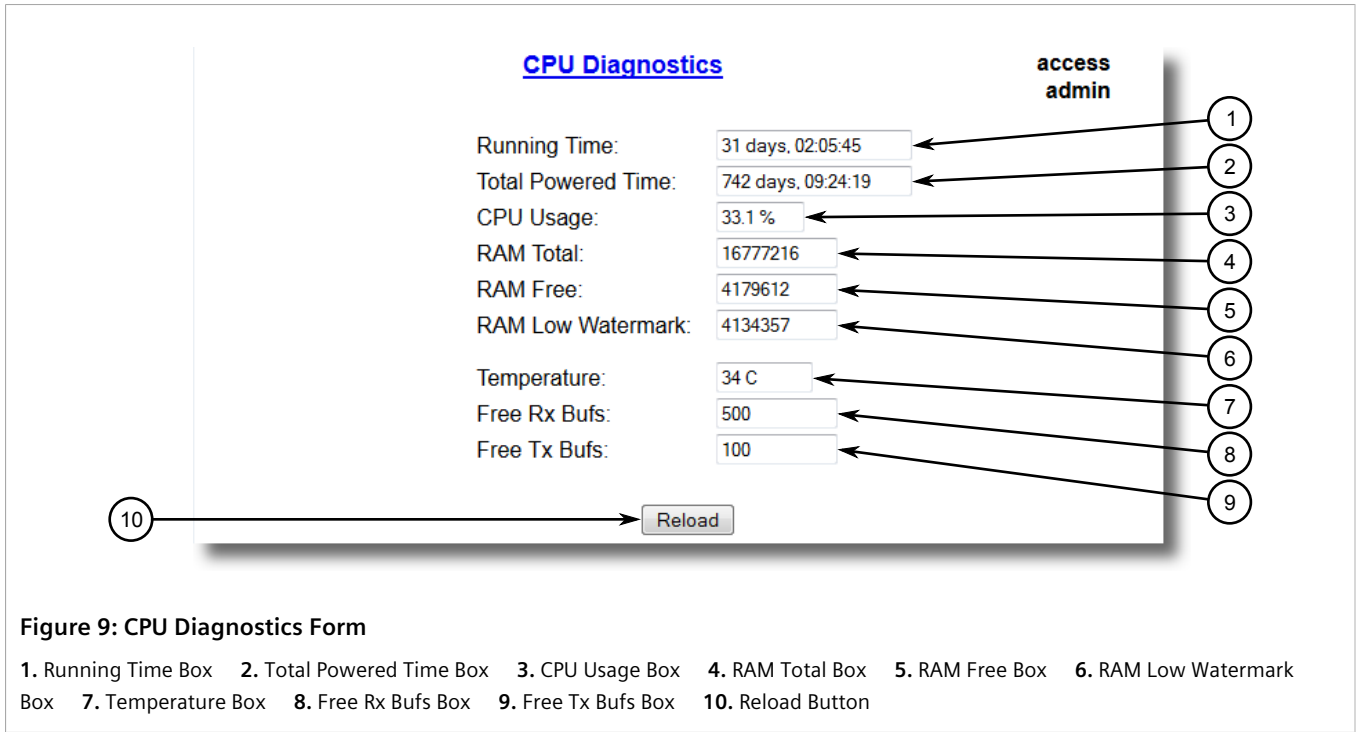 CPU Diagnostics
access
admin
Running Time: 31 days, 02:05:45
Total Powered Time: 742 days, 09:24:19
CPU Usage: 33.1 %
RAM Total: 16777216
RAM Free: 4179612
RAM Low Watermark: 4134357
Temperature: 34 C
Free Rx Bufs: 500
Free Tx Bufs: 100
Reload
1
2
3
4
5
6
7
8
9
10
Figure 9: CPU Diagnostics Form
1. Running Time Box 2. Total Powered Time Box 3. CPU Usage Box 4. RAM Total Box 5. RAM Free Box 6. RAM Low Watermark
Box 7. Temperature Box 8. Free Rx Bufs Box 9. Free Tx Bufs Box 10. Reload Button